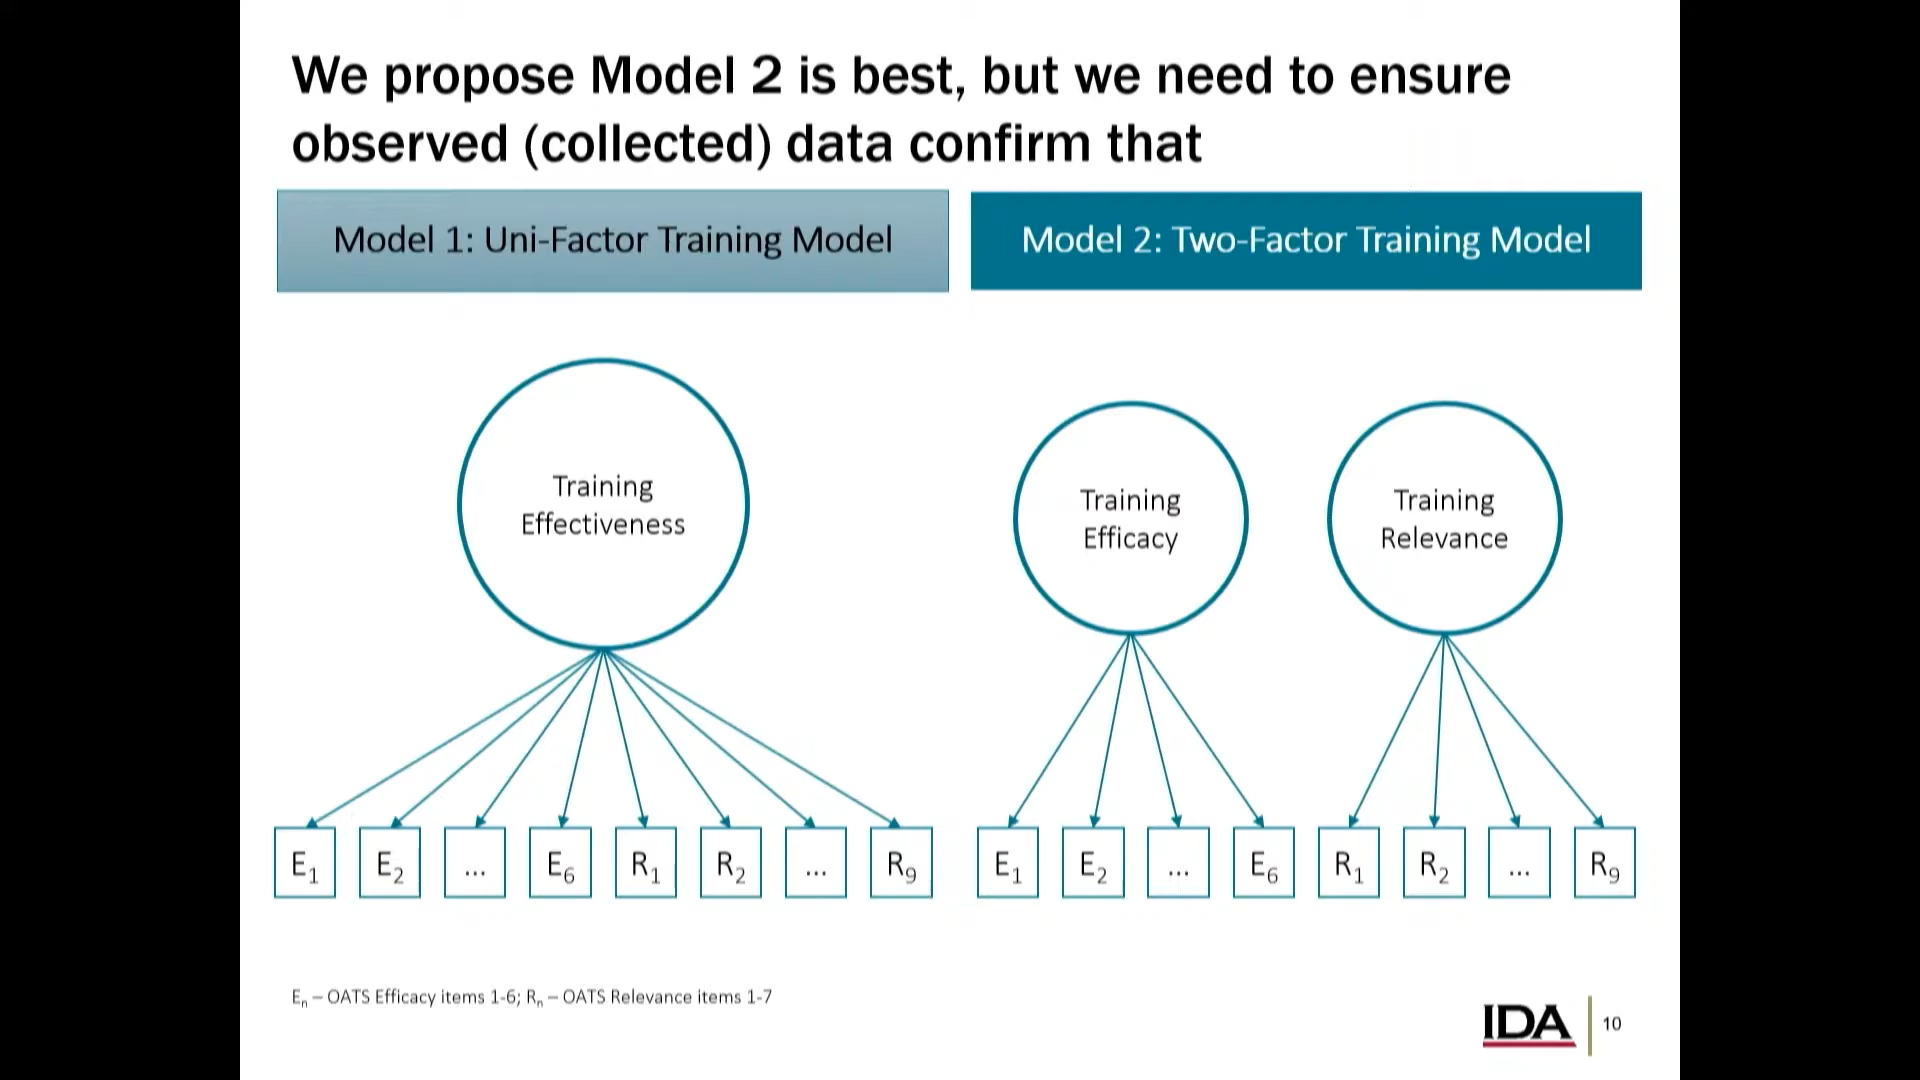 We propose Model 2 is best, but we need to ensure
observed (collected) data confirm that
Model 1: Uni-Factor Training Model
Model 2: Two-Factor Training Model
Training
Effectiveness
Training
Efficacy
Training
Relevance
E₁ E₂ ... E₆ R₁ R₂ ... R₉
E₁ E₂ ... E₆ R₁ R₂ ... R₉
Eₙ – OATS Efficacy items 1-6; Rₙ – OATS Relevance items 1-7
IDA
10